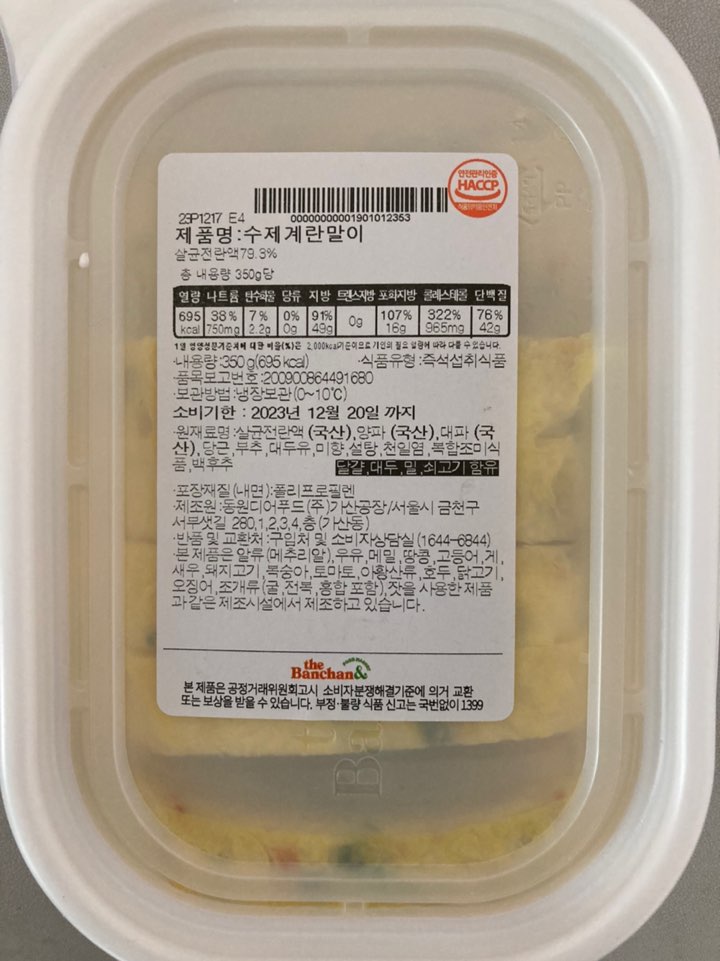 안전관리인증
HACCP
식품의약품안전처
23P1217 E4
00000000001901012353
제품명:수제계란말이
살균전란액79.3%
총 내용량 350g당
열량 나트륨 탄수화물 당류 지방 트랜스지방 포화지방 콜레스테롤 단백질
695 kcal 38% 750mg 7% 2.2g 0% 0g 91% 49g 0g 107% 16g 322% 965mg 76% 42g
1일 영양성분기준치에 대한 비율(%)은 2,000kcal기준이므로 개인의 필요 열량에 따라 다를 수 있습니다.
·내용량:350g(695kcal) ·식품유형:즉석섭취식품
·품목보고번호:200900864491680
·보관방법:냉장보관(0~10℃)
소비기한 : 2023년 12월 20일 까지
·원재료명:살균전란액(국산),양파(국산),대파(국
산),당근,부추,대두유,미향,설탕,천일염,복합조미식
품,백후추 달걀,대두,밀,쇠고기 함유
·포장재질(내면):폴리프로필렌
·제조원:동원디어푸드(주)가산공장/서울시 금천구
서부샛길 280,1,2,3,4,층(가산동)
·반품 및 교환처:구입처 및 소비자상담실(1644-6844)
·본 제품은 알류(메추리알),우유,메밀,땅콩,고등어,게,
새우,돼지고기,복숭아,토마토,아황산류,호두,닭고기,
오징어,조개류(굴,전복,홍합 포함),잣을 사용한 제품
과 같은 제조시설에서 제조하고 있습니다.
the
Banchan&
본 제품은 공정거래위원회고시 소비자분쟁해결기준에 의거 교환
또는 보상을 받을 수 있습니다. 부정·불량 식품 신고는 국번없이 1399